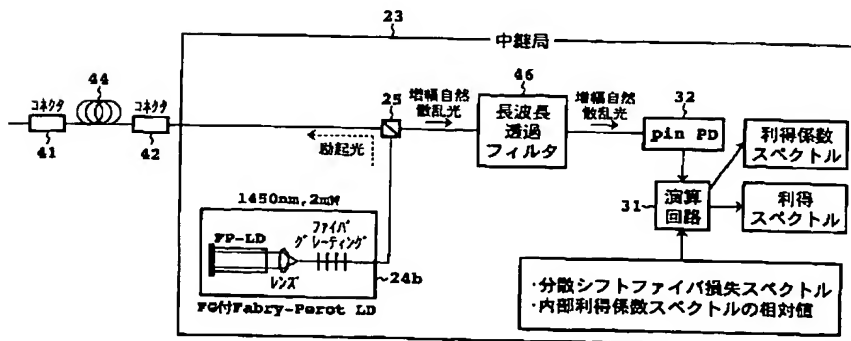 23
中継局
44
コネクタ
コネクタ
41
42
25
増幅自然
散乱光
励起光
46
長波長
透過
フィルタ
増幅自然
散乱光
32
pin PD
利得係数
スペクトル
31
演算
回路
利得
スペクトル
1450nm,2mW
ファイバ
グレーティング
FP-LD
レンズ
24b
FG付Fabry-Perot LD
・分散シフトファイバ損失スペクトル
・内部利得係数スペクトルの相対値